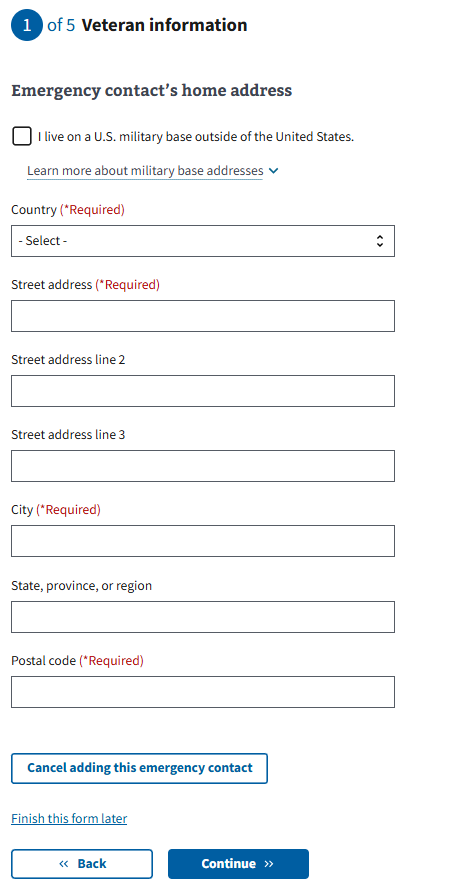 1 of 5 Veteran information
Emergency contact’s home address
I live on a U.S. military base outside of the United States.
Learn more about military base addresses
Country (*Required)
- Select -
Street address (*Required)
Street address line 2
Street address line 3
City (*Required)
State, province, or region
Postal code (*Required)
Cancel adding this emergency contact
Finish this form later
« Back
Continue »